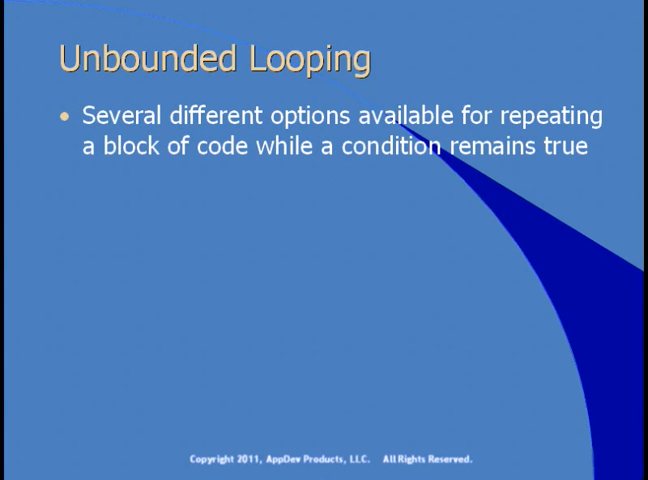 Unbounded Looping
• Several different options available for repeating
a block of code while a condition remains true
Copyright 2011, AppDev Products, LLC. All Rights Reserved.